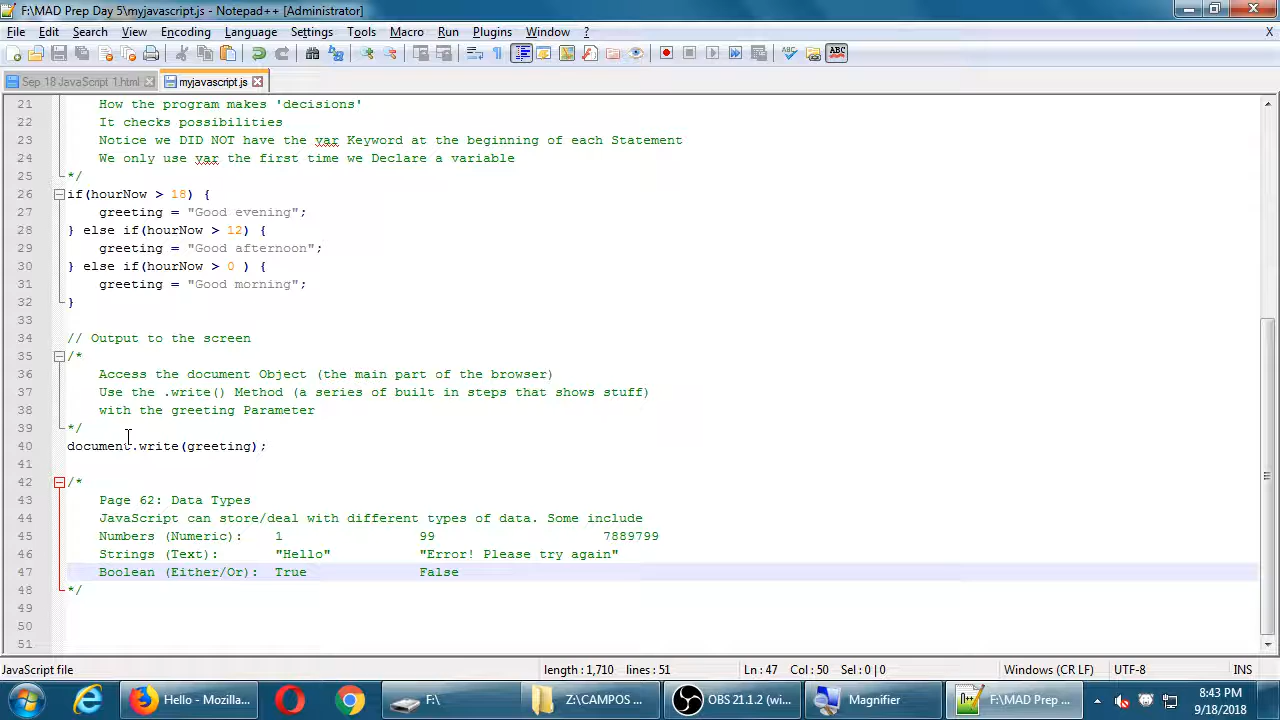 F:\MAD Prep Day 5\myjavascript.js - Notepad++ [Administrator]
File Edit Search View Encoding Language Settings Tools Macro Run Plugins Window ?
ABC ABC
Sep 18 JavaScript 1.html myjavascript.js
21 How the program makes 'decisions'
22 It checks possibilities
23 Notice we DID NOT have the var Keyword at the beginning of each Statement
24 We only use var the first time we Declare a variable
25 */
26 if(hourNow > 18) {
27 greeting = "Good evening";
28 } else if(hourNow > 12) {
29 greeting = "Good afternoon";
30 } else if(hourNow > 0 ) {
31 greeting = "Good morning";
32 }
33
34 // Output to the screen
35 /*
36 Access the document Object (the main part of the browser)
37 Use the .write() Method (a series of built in steps that shows stuff)
38 with the greeting Parameter
39 */
40 document.write(greeting);
41
42 /*
43 Page 62: Data Types
44 JavaScript can store/deal with different types of data. Some include
45 Numbers (Numeric): 1 99 7889799
46 Strings (Text): "Hello" "Error! Please try again"
47 Boolean (Either/Or): True False
48 */
49
50
51
JavaScript file length : 1,710 lines : 51 Ln : 47 Col : 50 Sel : 0 | 0 Windows (CR LF) UTF-8 INS
Hello - Mozilla... F:\ Z:\CAMPOS ... OBS 21.1.2 (wi... Magnifier F:\MAD Prep ... 8:43 PM
9/18/2018